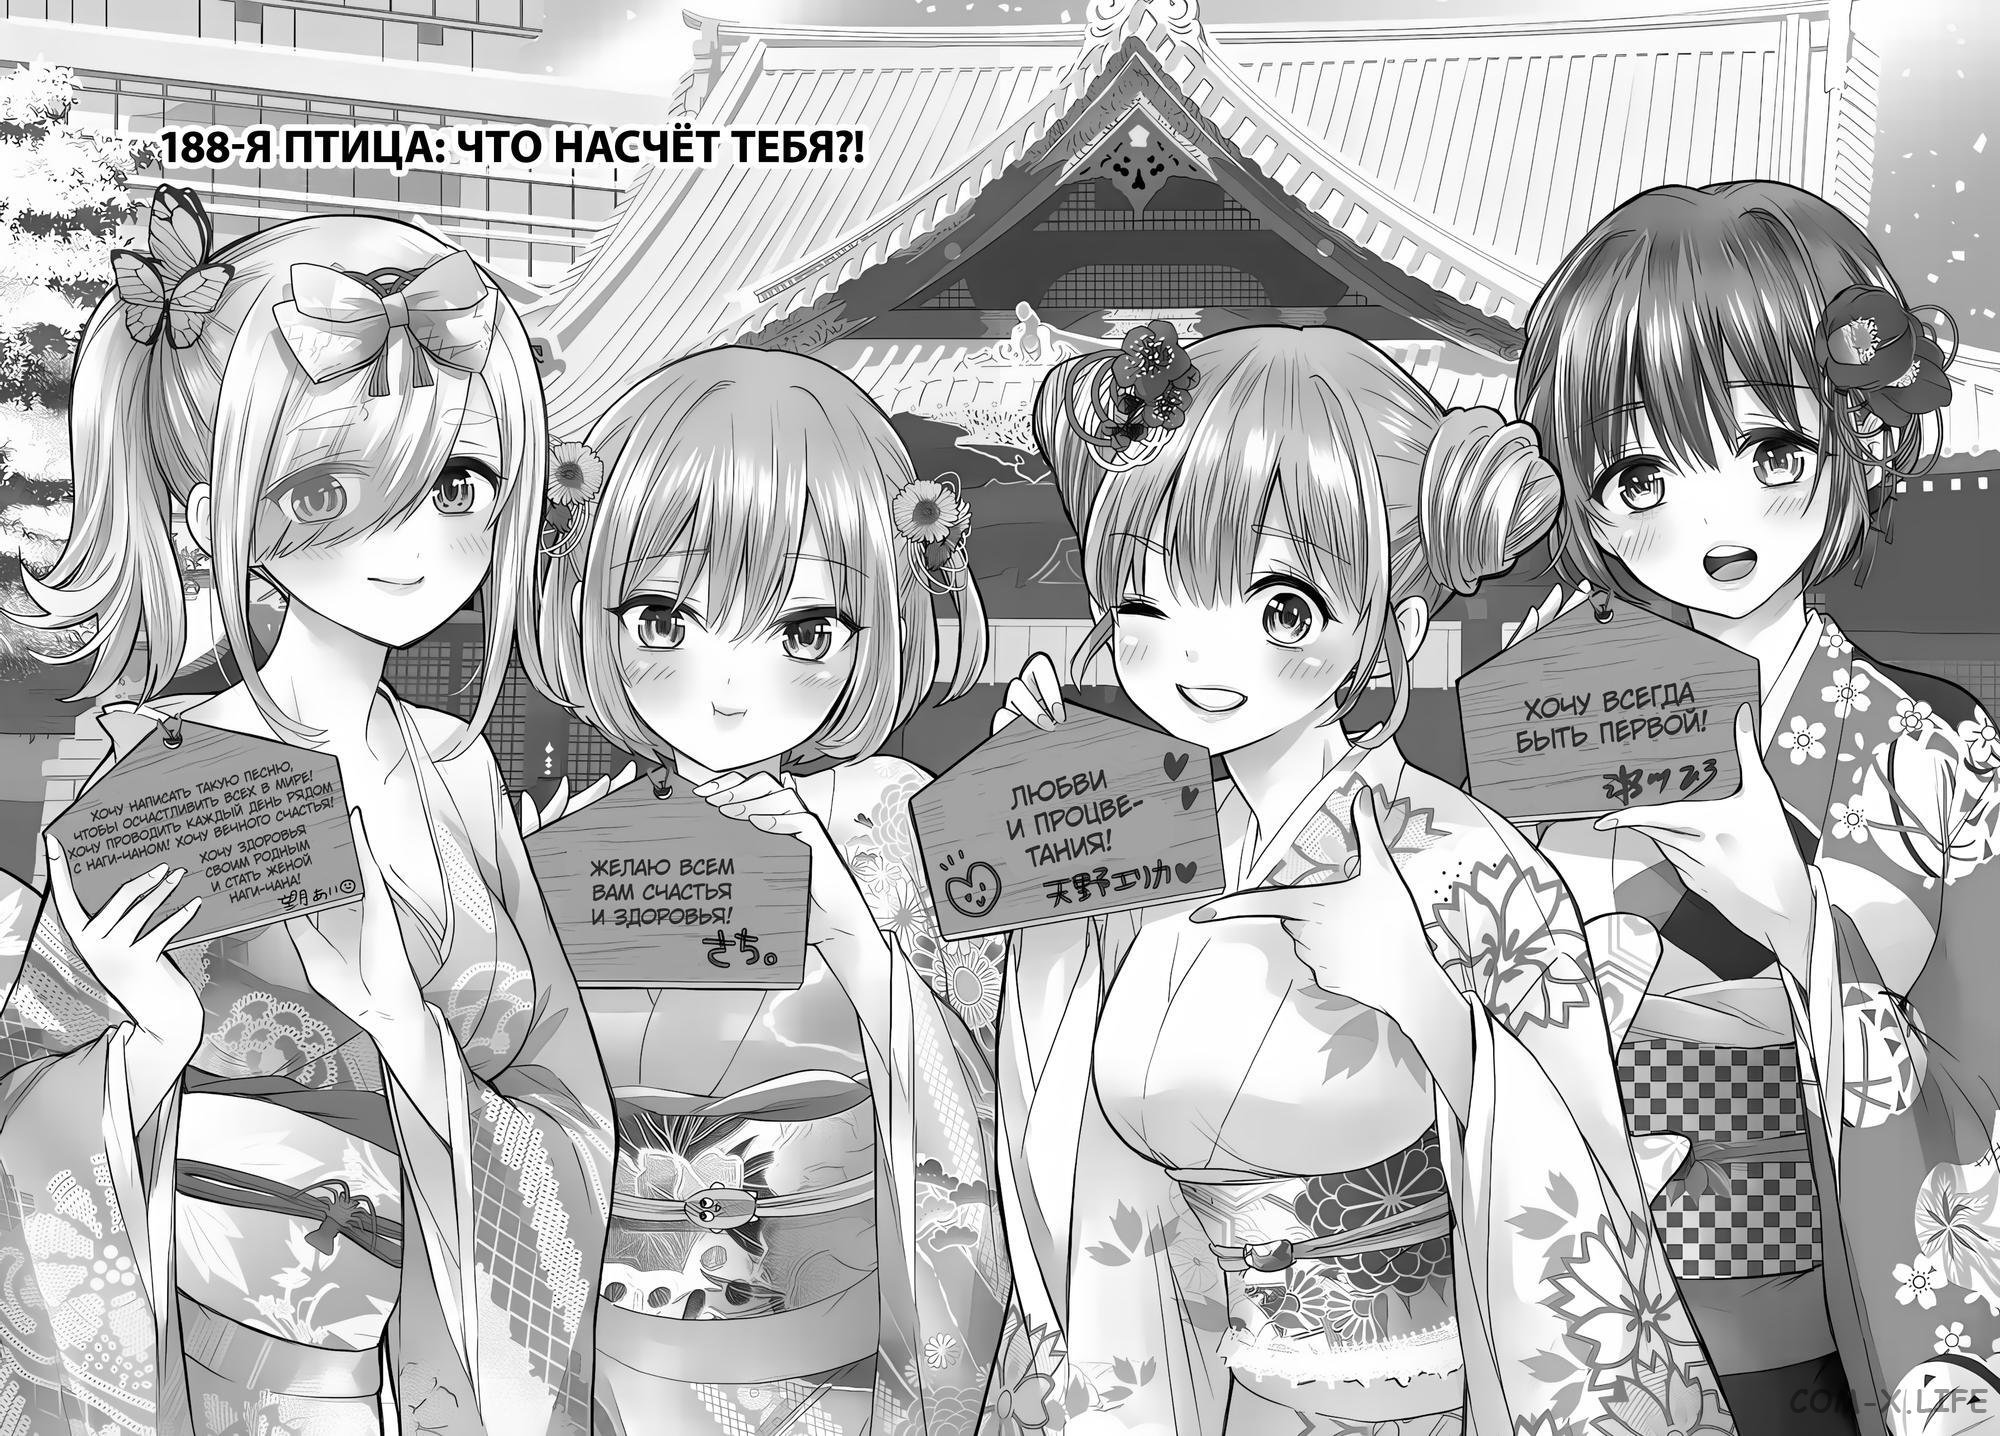 188-Я ПТИЦА: ЧТО НАСЧЁТ ТЕБЯ?!
ХОЧУ НАПИСАТЬ ТАКУЮ ПЕСНЮ,
ЧТОБЫ ОСЧАСТЛИВИТЬ ВСЕХ В МИРЕ!
ХОЧУ ПРОВОДИТЬ КАЖДЫЙ ДЕНЬ РЯДОМ
С НАГИ-ЧАНОМ! ХОЧУ ВЕЧНОГО СЧАСТЬЯ!
ХОЧУ ЗДОРОВЬЯ
СВОИМ РОДНЫМ
И СТАТЬ ЖЕНОЙ
НАГИ-ЧАНА!
望月あい
ЖЕЛАЮ ВСЕМ
ВАМ СЧАСТЬЯ
И ЗДОРОВЬЯ!
さち。
ЛЮБВИ
И ПРОЦВЕ-
ТАНИЯ!
天野エリカ
ХОЧУ ВСЕГДА
БЫТЬ ПЕРВОЙ!
COM-X.LIFE